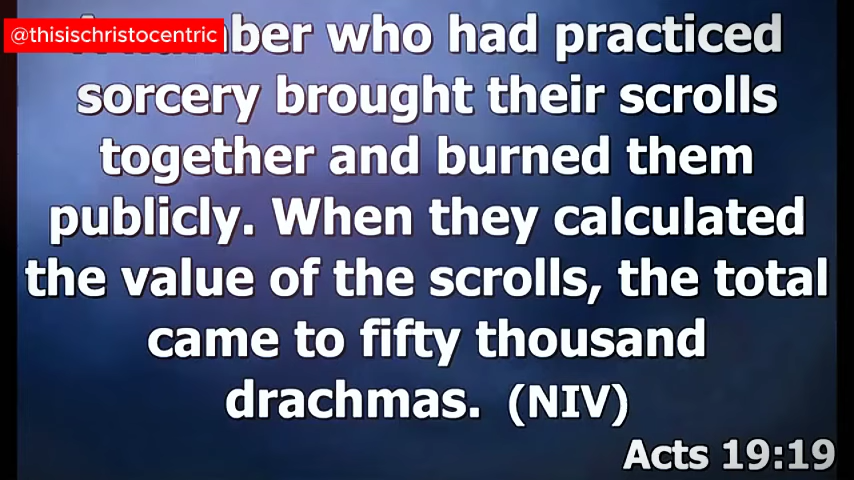 @thisischristocentric
A number who had practiced
sorcery brought their scrolls
together and burned them
publicly. When they calculated
the value of the scrolls, the total
came to fifty thousand
drachmas. (NIV)
Acts 19:19